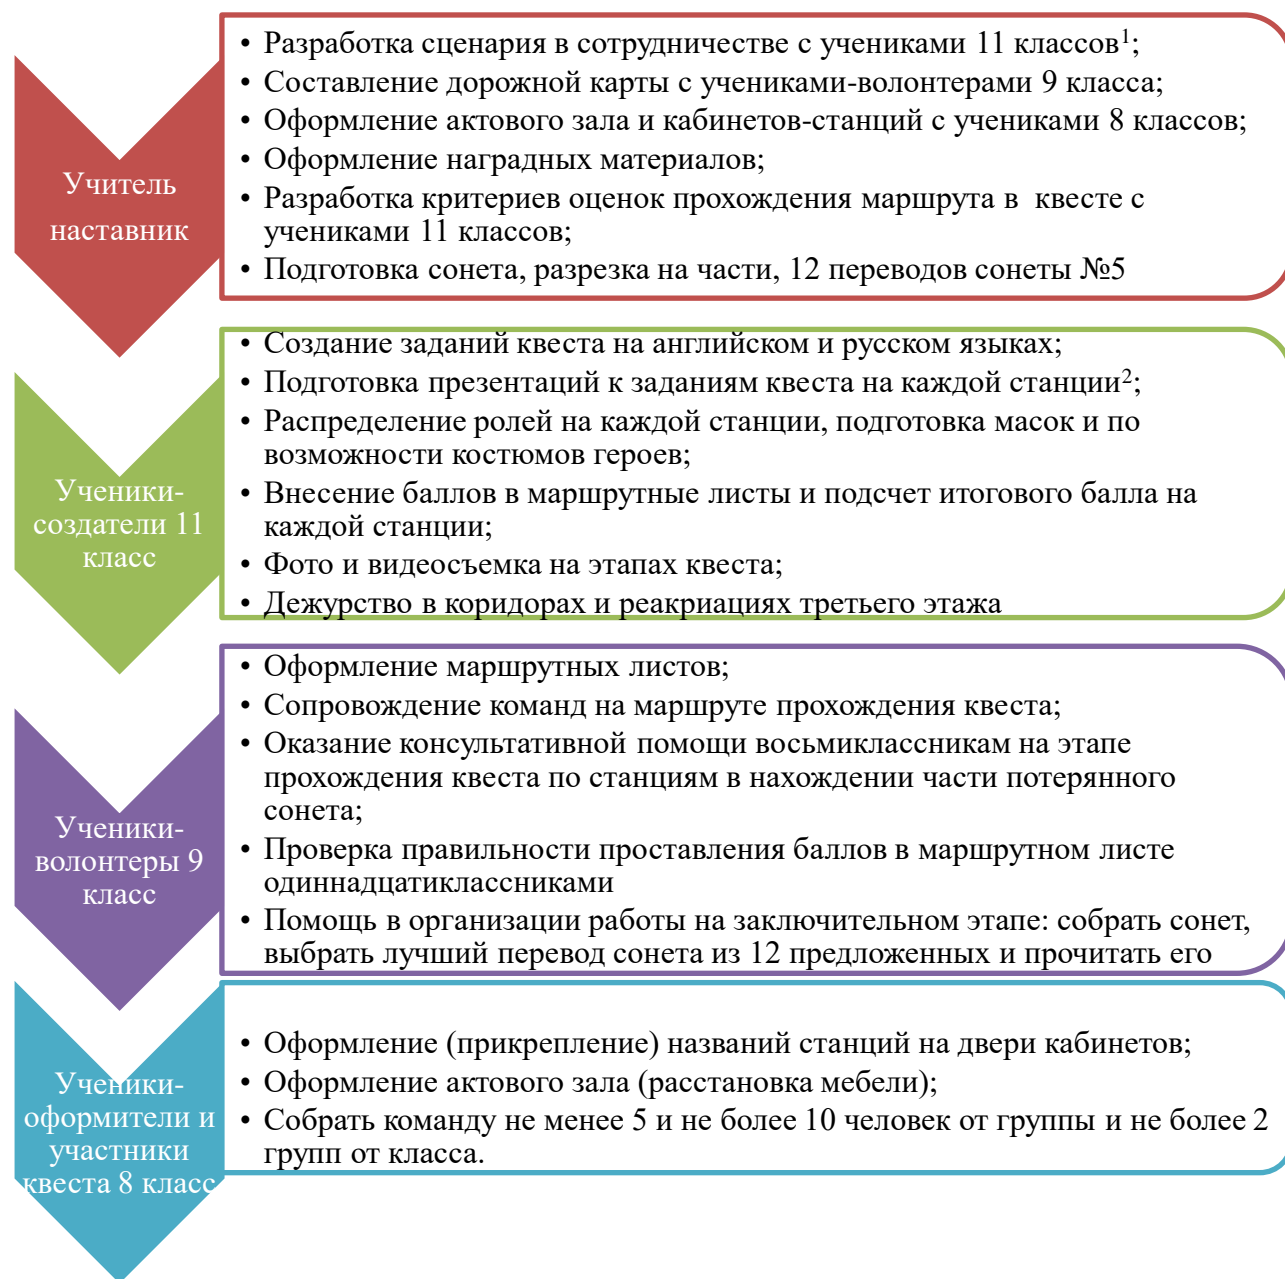 Учитель
наставник
• Разработка сценария в сотрудничестве с учениками 11 классов¹;
• Составление дорожной карты с учениками-волонтерами 9 класса;
• Оформление актового зала и кабинетов-станций с учениками 8 классов;
• Оформление наградных материалов;
• Разработка критериев оценок прохождения маршрута в  квесте с
учениками 11 классов;
• Подготовка сонета, разрезка на части, 12 переводов сонеты №5
Ученики-
создатели 11
класс
• Создание заданий квеста на английском и русском языках;
• Подготовка презентаций к заданиям квеста на каждой станции²;
• Распределение ролей на каждой станции, подготовка масок и по
возможности костюмов героев;
• Внесение баллов в маршрутные листы и подсчет итогового балла на
каждой станции;
• Фото и видеосъемка на этапах квеста;
• Дежурство в коридорах и реакриациях третьего этажа
Ученики-
волонтеры 9
класс
• Оформление маршрутных листов;
• Сопровождение команд на маршруте прохождения квеста;
• Оказание консультативной помощи восьмиклассникам на этапе
прохождения квеста по станциям в нахождении части потерянного
сонета;
• Проверка правильности проставления баллов в маршрутном листе
одиннадцатиклассниками
• Помощь в организации работы на заключительном этапе: собрать сонет,
выбрать лучший перевод сонета из 12 предложенных и прочитать его
Ученики-
оформители и
участники
квеста 8 класс
• Оформление (прикрепление) названий станций на двери кабинетов;
• Оформление актового зала (расстановка мебели);
• Собрать команду не менее 5 и не более 10 человек от группы и не более 2
групп от класса.